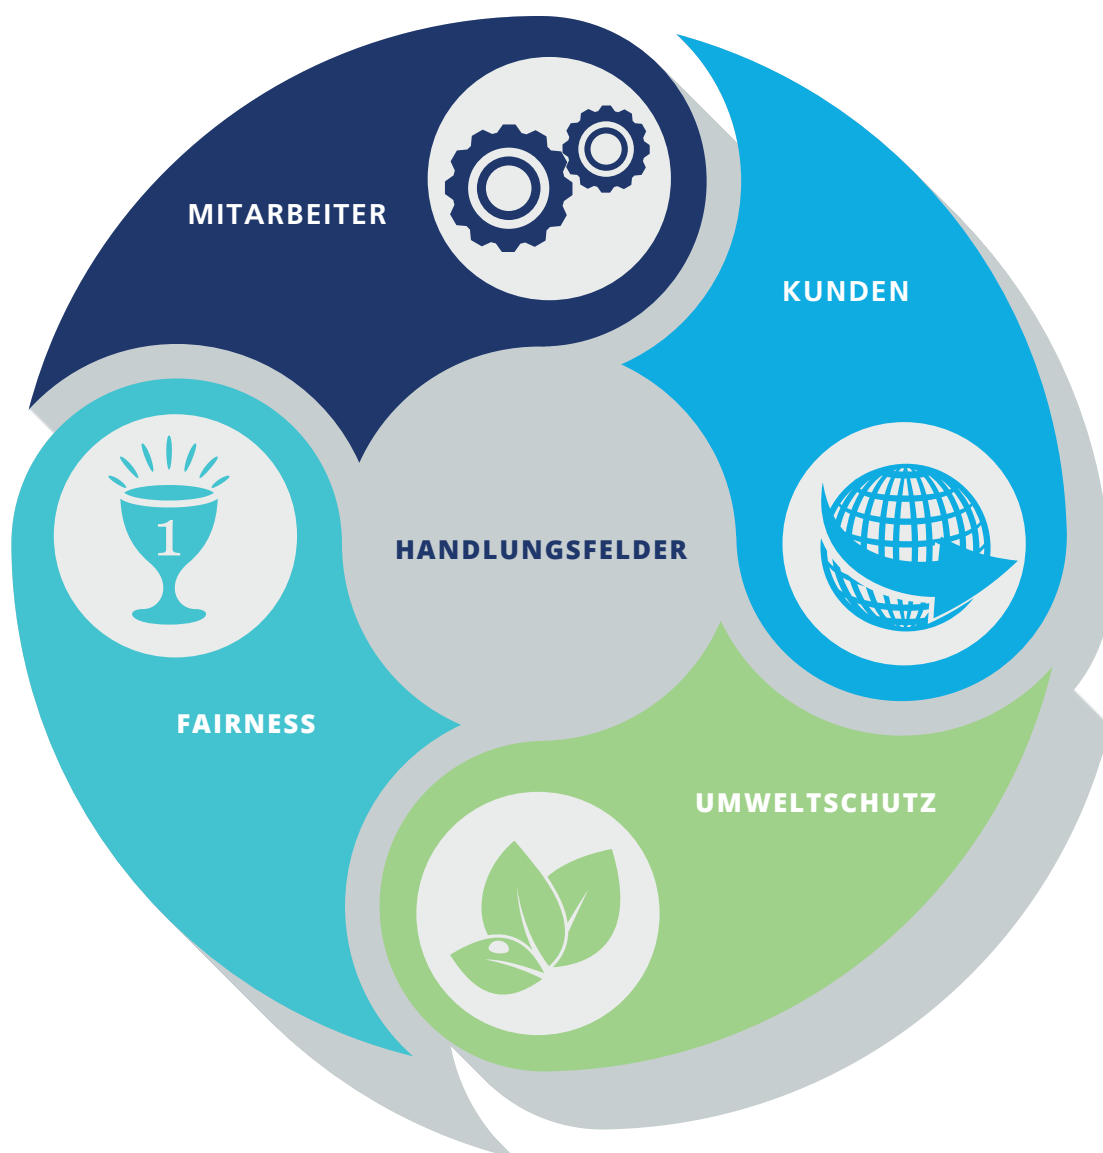 MITARBEITER
KUNDEN
1
HANDLUNGSFELDER
FAIRNESS
UMWELTSCHUTZ